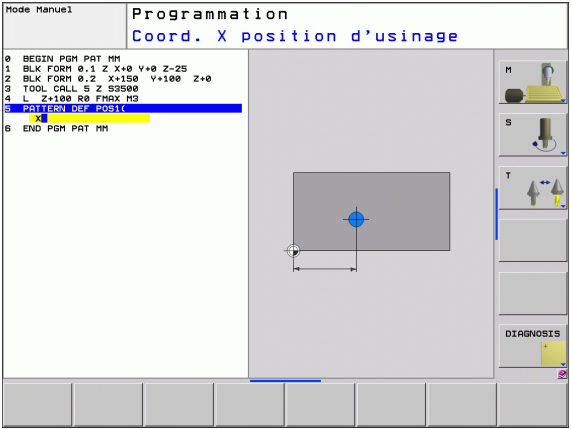 Mode Manuel
Programmation
Coord. X position d'usinage
0 BEGIN PGM PAT MM
1 BLK FORM 0.1 Z X+0 Y+0 Z-25
2 BLK FORM 0.2 X+150 Y+100 Z+0
3 TOOL CALL 5 Z S3500
4 L Z+100 R0 FMAX M3
5 PATTERN DEF POS1(
X
6 END PGM PAT MM
M
S
T
DIAGNOSIS